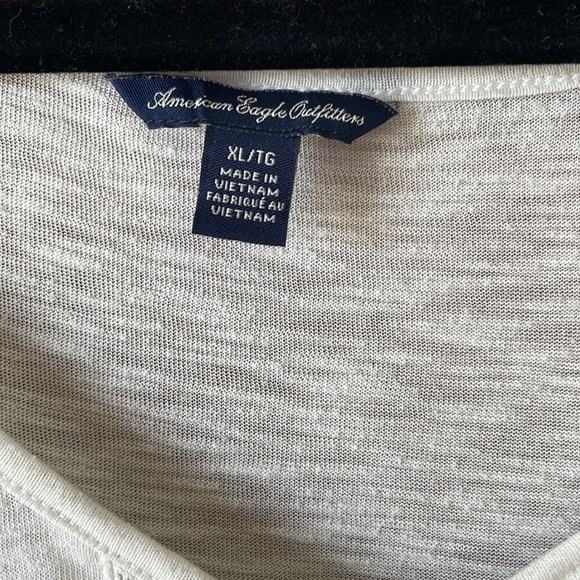 American Eagle Outfitters
XL/TG
MADE IN
VIETNAM
FABRIQUÉ AU
VIETNAM